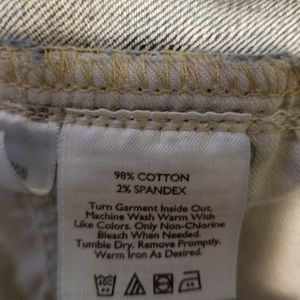 98% COTTON
2% SPANDEX
Turn Garment Inside Out.
Machine Wash Warm With
Like Colors. Only Non-Chlorine
Bleach When Needed.
Tumble Dry. Remove Promptly.
Warm Iron As Desired.